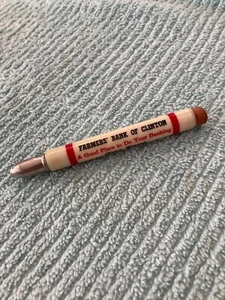 FARMERS' BANK OF CLINTON
A Good Place to Do Your Banking